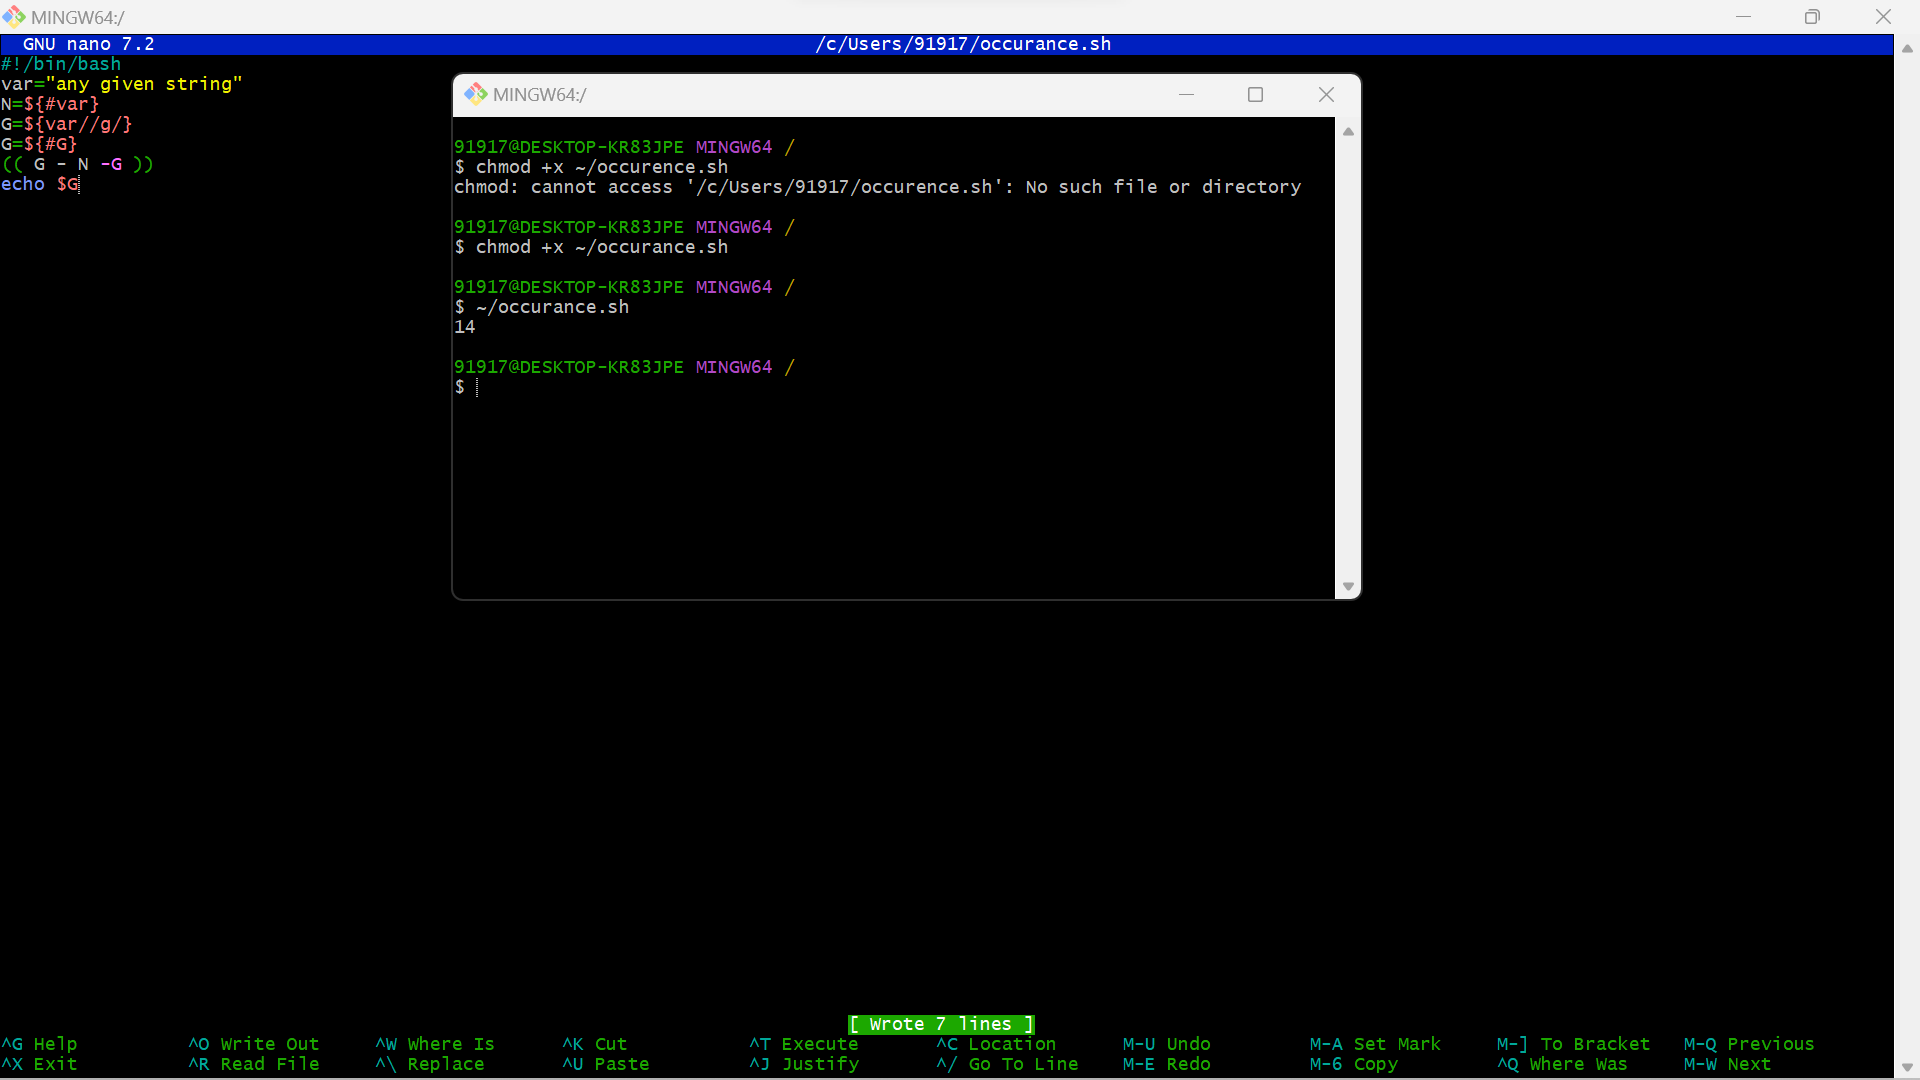 MINGW64:/
GNU nano 7.2 /c/Users/91917/occurance.sh
#!/bin/bash
var="any given string"
N=${#var}
G=${var//g/}
G=${#G}
(( G - N -G ))
echo $G
MINGW64:/
91917@DESKTOP-KR83JPE MINGW64 /
$ chmod +x ~/occurence.sh
chmod: cannot access '/c/Users/91917/occurence.sh': No such file or directory
91917@DESKTOP-KR83JPE MINGW64 /
$ chmod +x ~/occurance.sh
91917@DESKTOP-KR83JPE MINGW64 /
$ ~/occurance.sh
14
91917@DESKTOP-KR83JPE MINGW64 /
$
[ Wrote 7 lines ]
^G Help ^O Write Out ^W Where Is ^K Cut ^T Execute ^C Location M-U Undo M-A Set Mark M-] To Bracket M-Q Previous
^X Exit ^R Read File ^\ Replace ^U Paste ^J Justify ^/ Go To Line M-E Redo M-6 Copy ^Q Where Was M-W Next